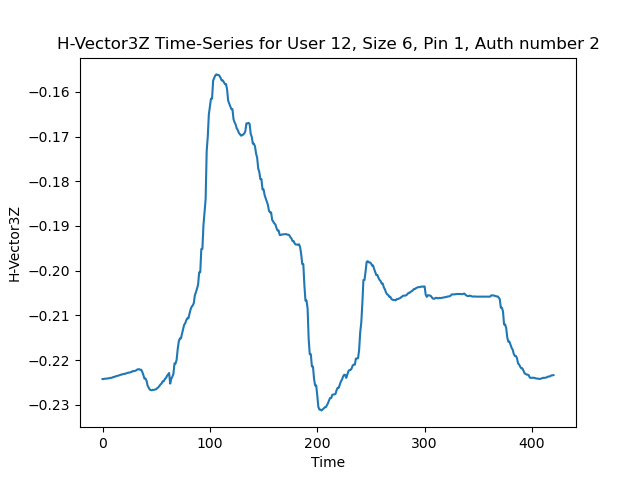 H-Vector3Z Time-Series for User 12, Size 6, Pin 1, Auth number 2
H-Vector3Z
−0.16
−0.17
−0.18
−0.19
−0.20
−0.21
−0.22
−0.23
0 100 200 300 400
Time